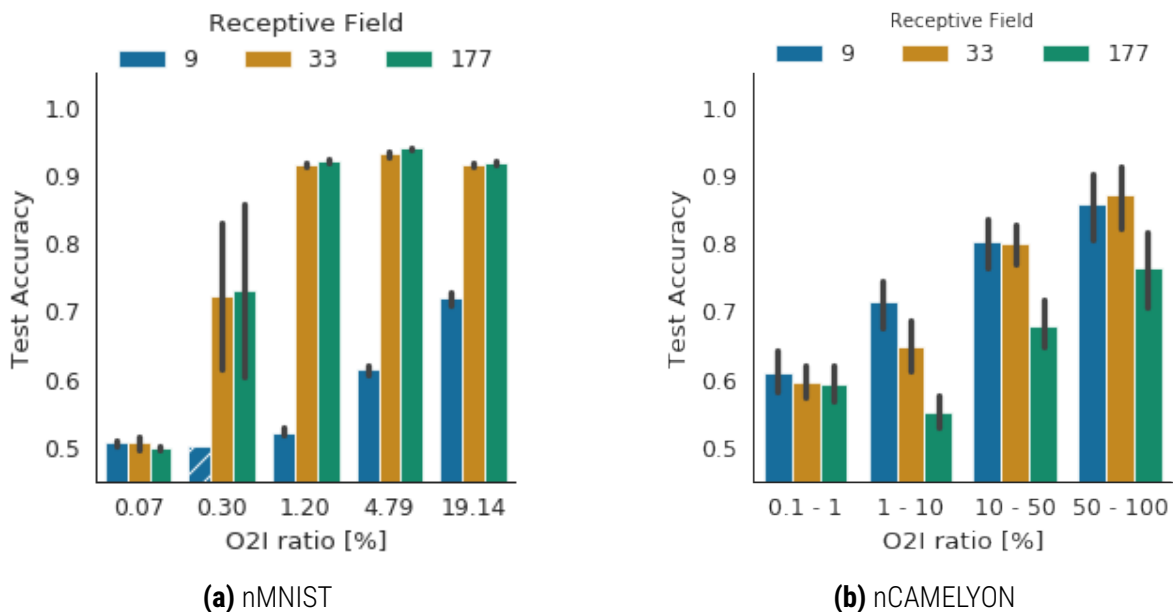 Receptive Field
9 33 177
1.0
0.9
0.8
0.7
0.6
0.5
Test Accuracy
0.07 0.30 1.20 4.79 19.14
O2I ratio [%]
(a) nMNIST
Receptive Field
9 33 177
1.0
0.9
0.8
0.7
0.6
0.5
Test Accuracy
0.1 - 1 1 - 10 10 - 50 50 - 100
O2I ratio [%]
(b) nCAMELYON